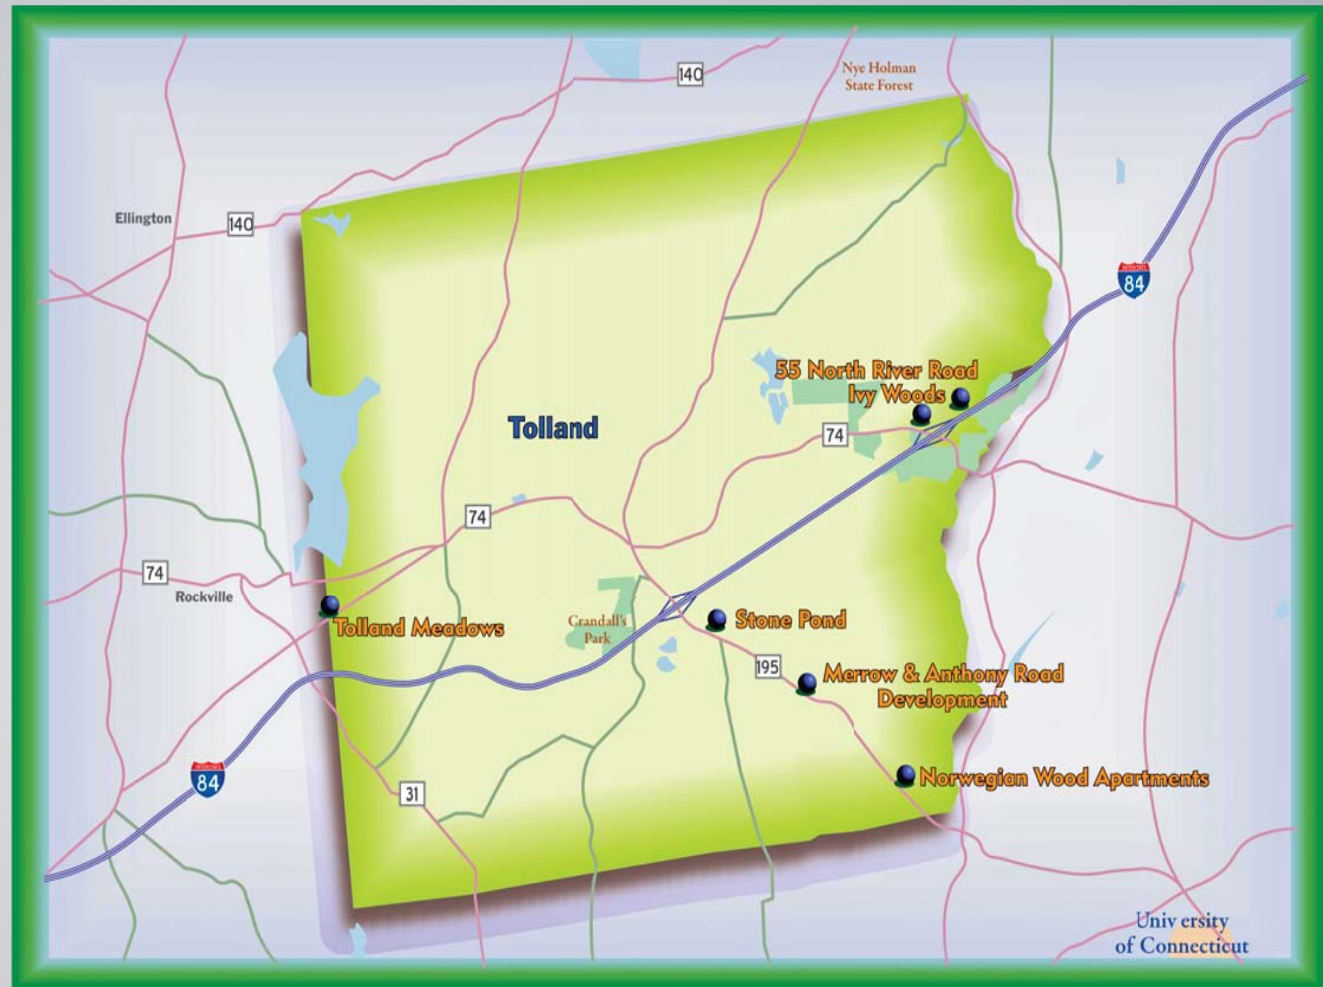 140
Nye Holman
State Forest
Ellington
140
84
55 North River Road
Ivy Woods
Tolland
74
74
74
Rockville
Tolland Meadows
Crandall's
Park
Stone Pond
195
Merrow & Anthony Road
Development
84
31
Norwegian Wood Apartments
Univ ersity
of Connecticut